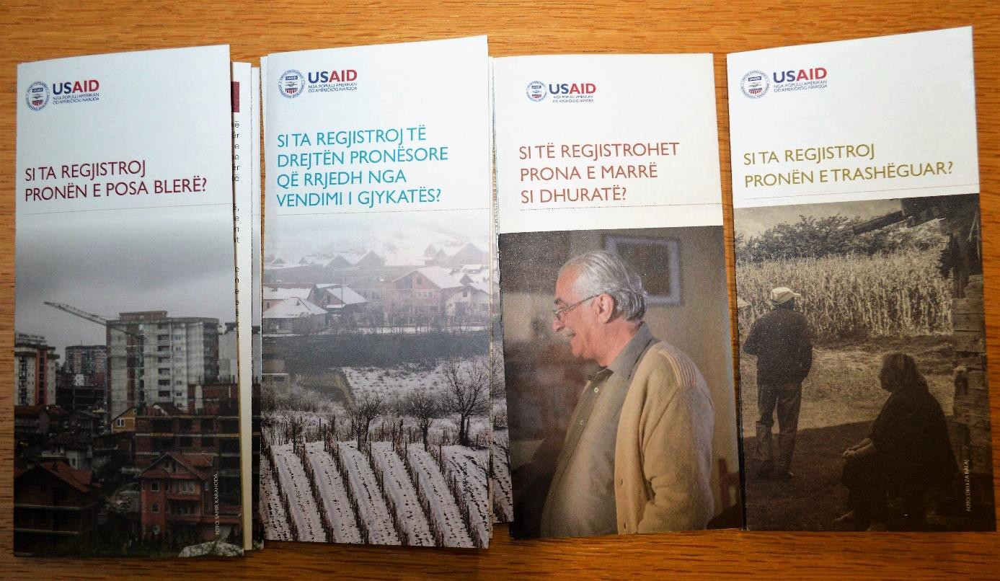 USAID
NGA POPULLI AMERIKAN
OD AMERIČKOG NARODA
SI TA REGJISTROJ
PRONËN E POSA BLERË?
FOTO: SAMIR KARAHODA
USAID
NGA POPULLI AMERIKAN
OD AMERIČKOG NARODA
SI TA REGJISTROJ TË
DREJTËN PRONËSORE
QË RRJEDH NGA
VENDIMI I GJYKATËS?
USAID
NGA POPULLI AMERIKAN
OD AMERIČKOG NARODA
SI TË REGJISTROHET
PRONA E MARRË
SI DHURATË?
USAID
NGA POPULLI AMERIKAN
OD AMERIČKOG NARODA
SI TA REGJISTROJ
PRONËN E TRASHËGUAR?